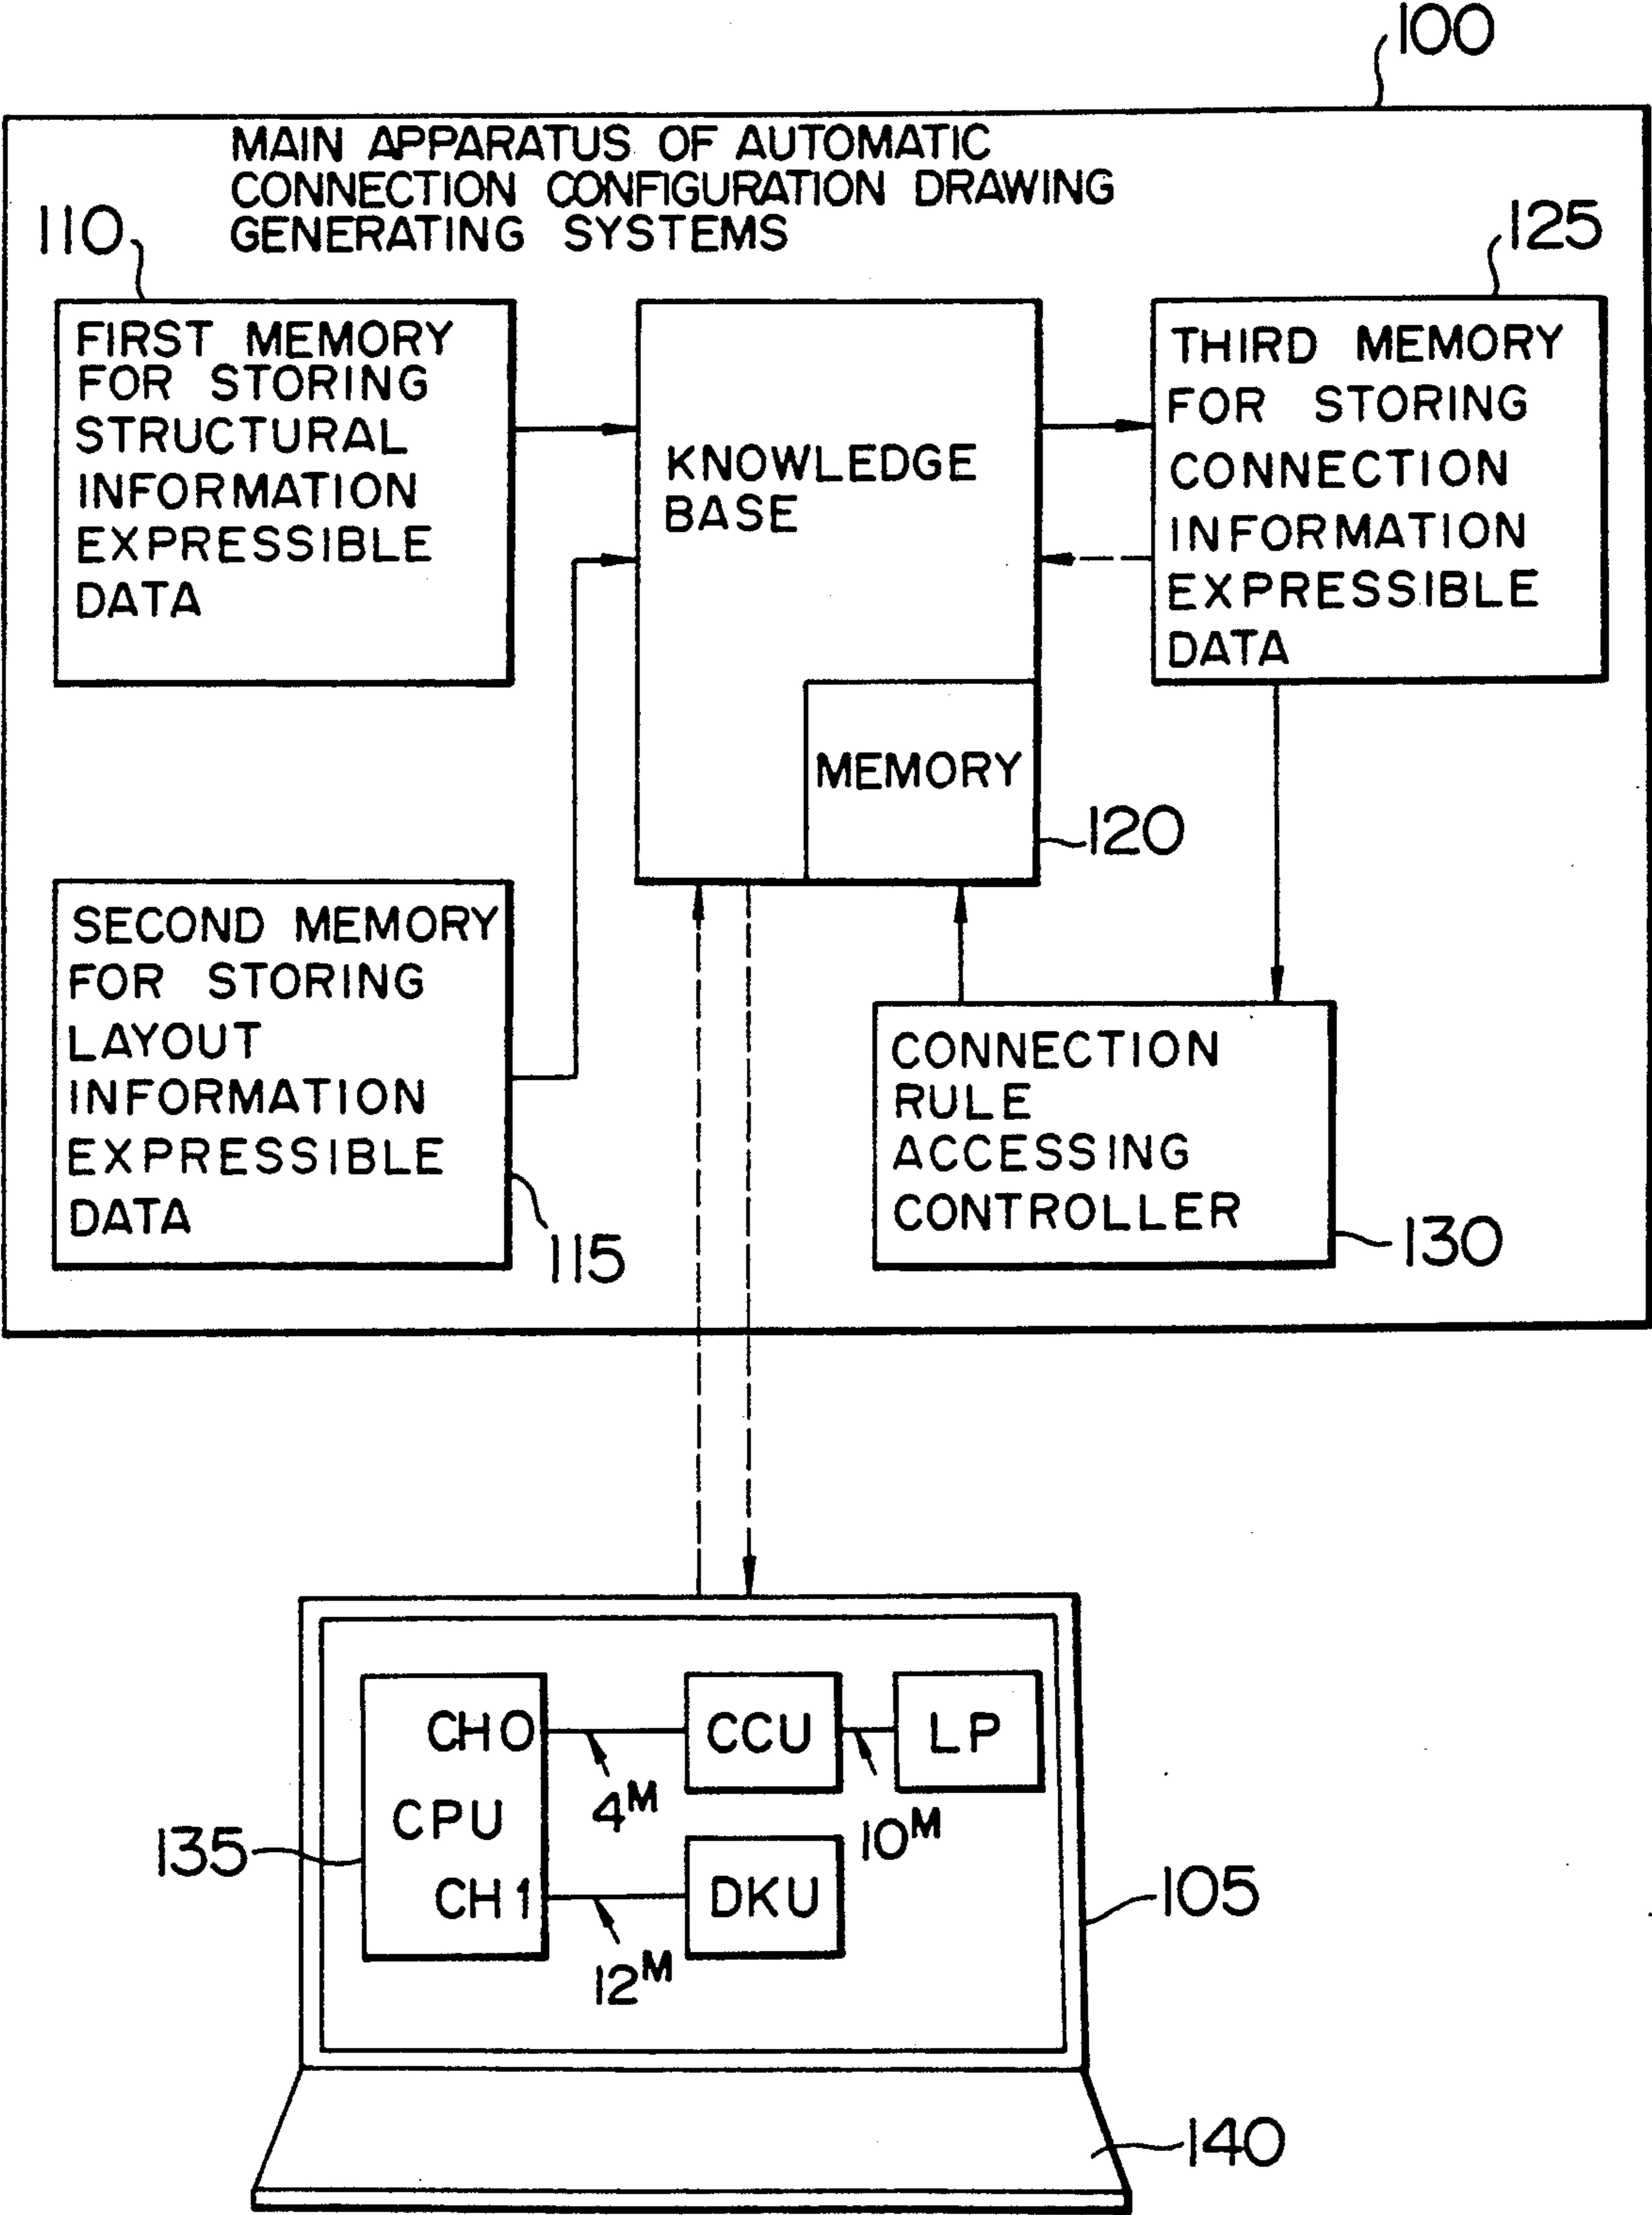 100
MAIN APPARATUS OF AUTOMATIC
CONNECTION CONFIGURATION DRAWING
GENERATING SYSTEMS
110
125
FIRST MEMORY
FOR STORING
STRUCTURAL
INFORMATION
EXPRESSIBLE
DATA
KNOWLEDGE
BASE
MEMORY
120
THIRD MEMORY
FOR STORING
CONNECTION
INFORMATION
EXPRESSIBLE
DATA
SECOND MEMORY
FOR STORING
LAYOUT
INFORMATION
EXPRESSIBLE
DATA
115
CONNECTION
RULE
ACCESSING
CONTROLLER
130
CH0
CPU
CH1
CCU
LP
4M
10M
DKU
12M
135
105
140